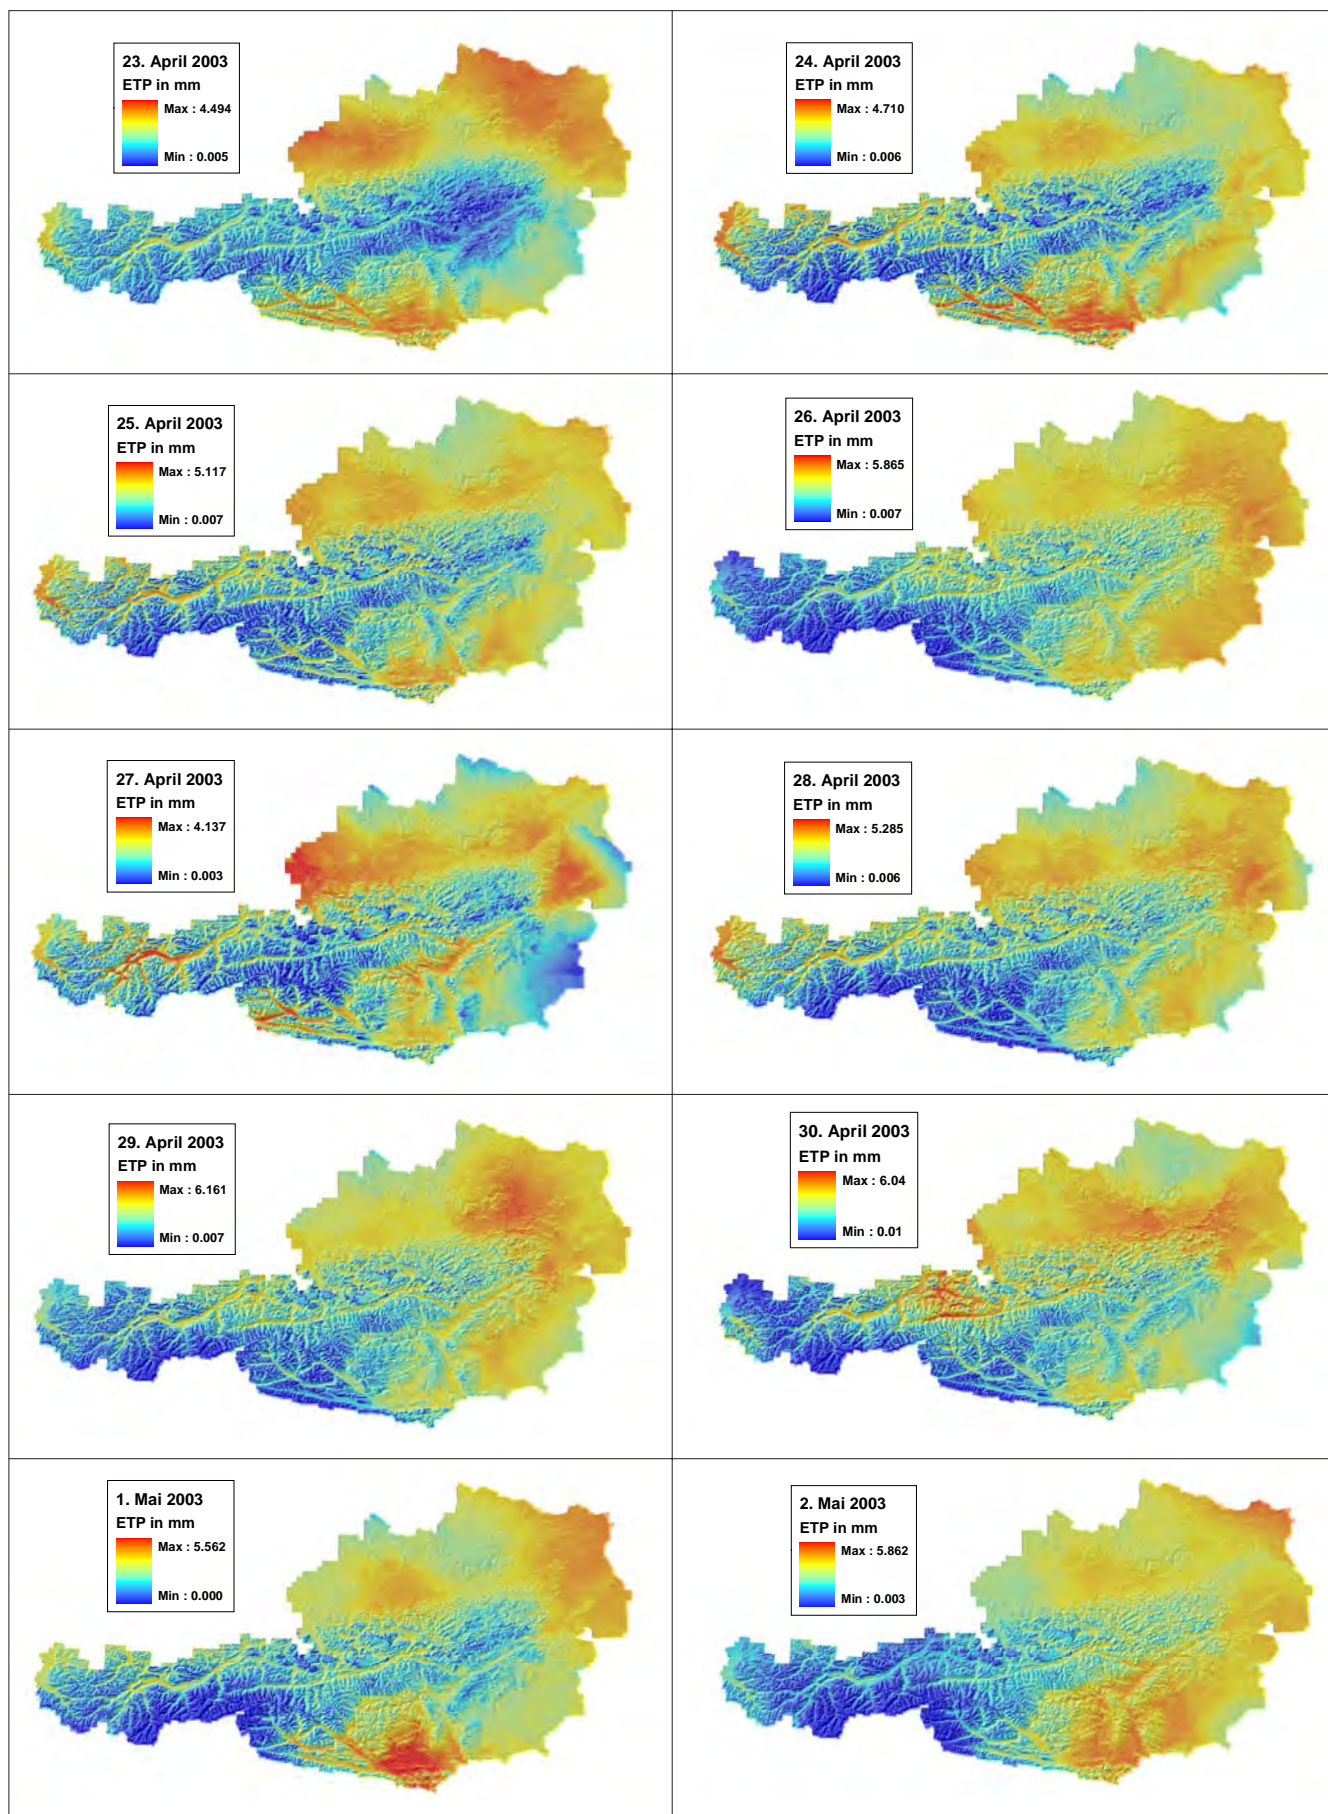 23. April 2003
ETP in mm
Max : 4.494
Min : 0.005
24. April 2003
ETP in mm
Max : 4.710
Min : 0.006
25. April 2003
ETP in mm
Max : 5.117
Min : 0.007
26. April 2003
ETP in mm
Max : 5.865
Min : 0.007
27. April 2003
ETP in mm
Max : 4.137
Min : 0.003
28. April 2003
ETP in mm
Max : 5.285
Min : 0.006
29. April 2003
ETP in mm
Max : 6.161
Min : 0.007
30. April 2003
ETP in mm
Max : 6.04
Min : 0.01
1. Mai 2003
ETP in mm
Max : 5.562
Min : 0.000
2. Mai 2003
ETP in mm
Max : 5.862
Min : 0.003